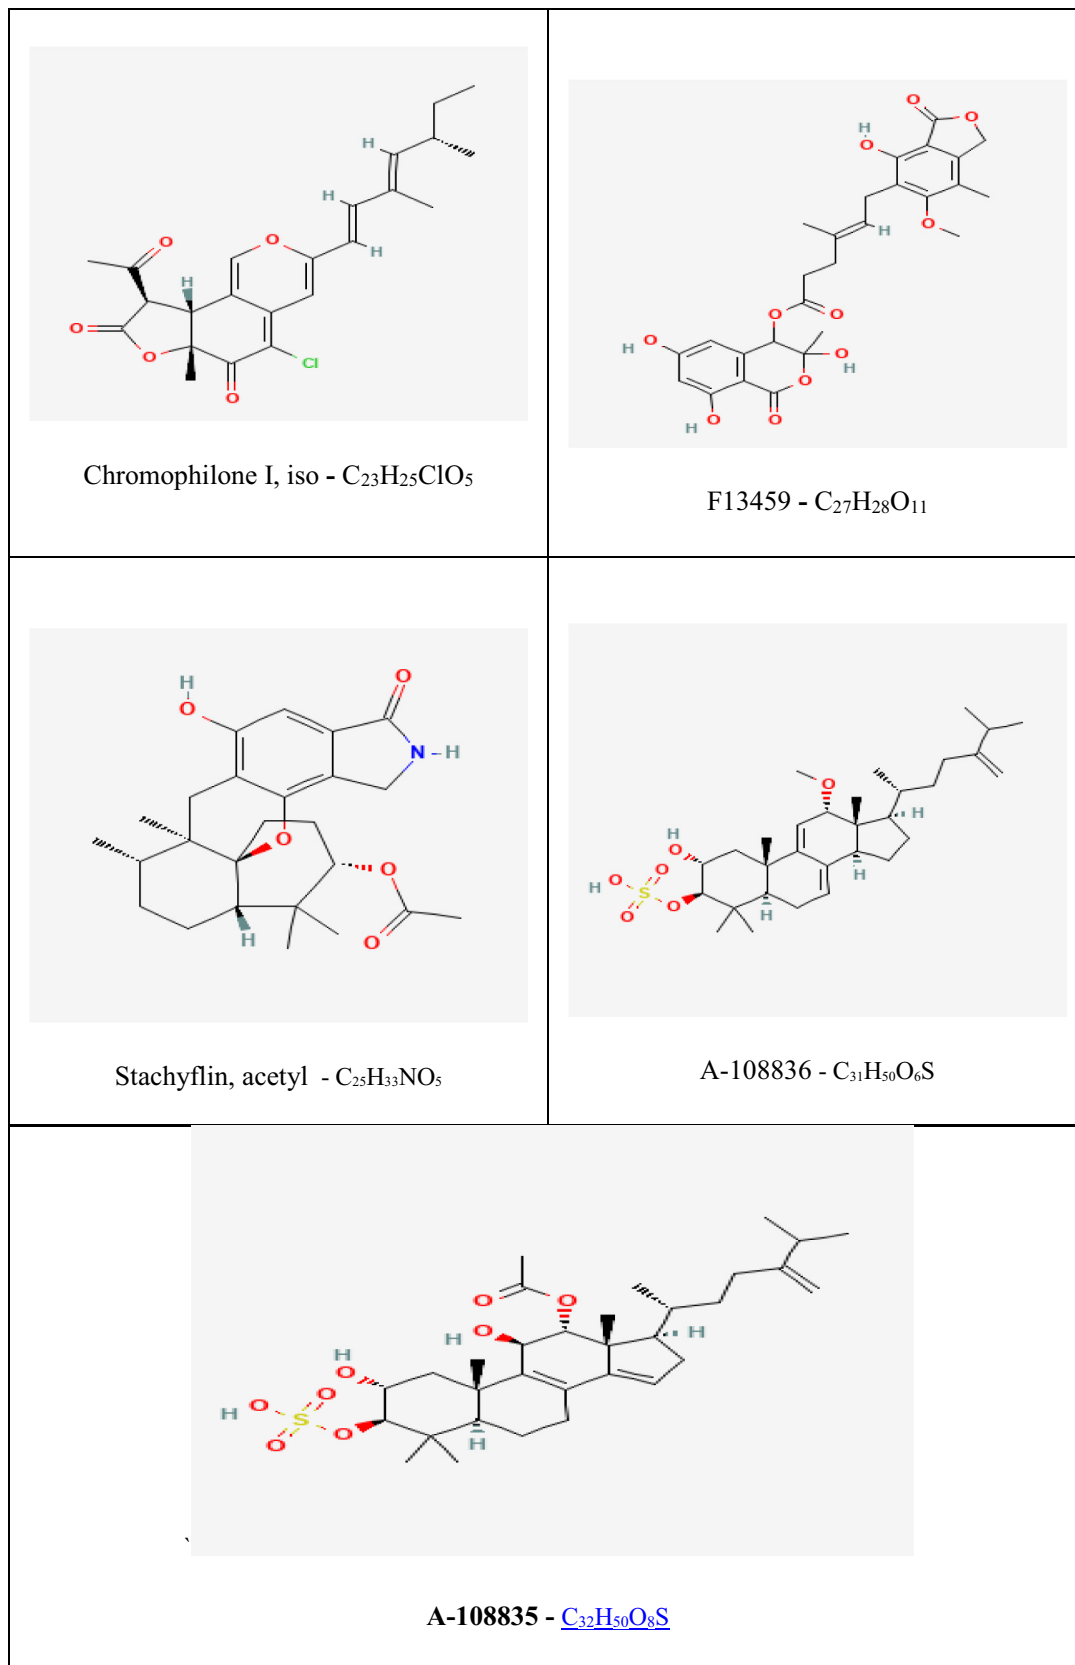 Chromophilone I, iso - C₂₃H₂₅ClO₅
F13459 - C₂₇H₂₈O₁₁
Stachyflin, acetyl - C₂₅H₃₃NO₅
A-108836 - C₃₁H₅₀O₆S
`
A-108835 - C₃₂H₅₀O₈S